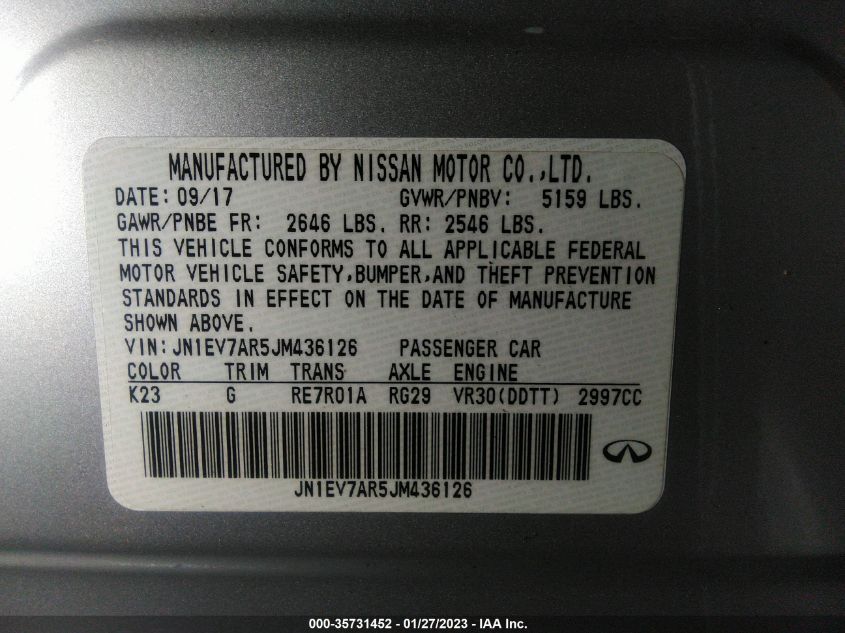 MANUFACTURED BY NISSAN MOTOR CO.,LTD.
DATE: 09/17 GVWR/PNBV: 5159 LBS.
GAWR/PNBE FR: 2646 LBS. RR: 2546 LBS.
THIS VEHICLE CONFORMS TO ALL APPLICABLE FEDERAL
MOTOR VEHICLE SAFETY,BUMPER,AND THEFT PREVENTION
STANDARDS IN EFFECT ON THE DATE OF MANUFACTURE
SHOWN ABOVE.
VIN:JN1EV7AR5JM436126 PASSENGER CAR
COLOR TRIM TRANS AXLE ENGINE
K23 G RE7R01A RG29 VR30(DDTT) 2997CC
JN1EV7AR5JM436126
000-35731452 — 01/27/2023 — IAA Inc.